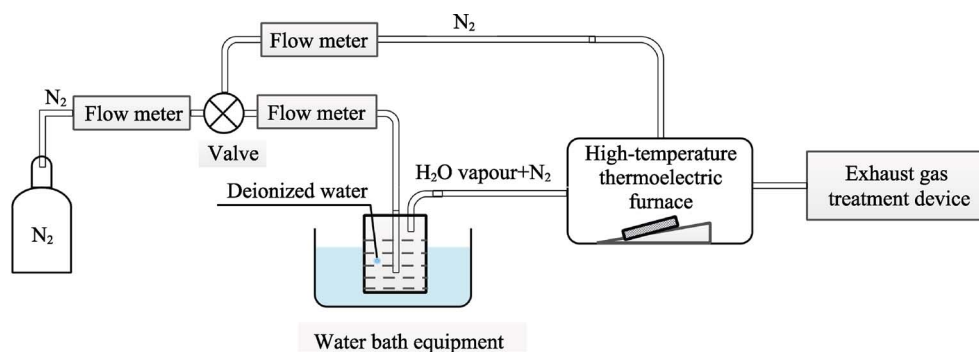 N₂
Flow meter
N₂
Flow meter
Flow meter
Valve
H₂O vapour+N₂
High-temperature
thermoelectric
furnace
Exhaust gas
treatment device
Deionized water
N₂
Water bath equipment